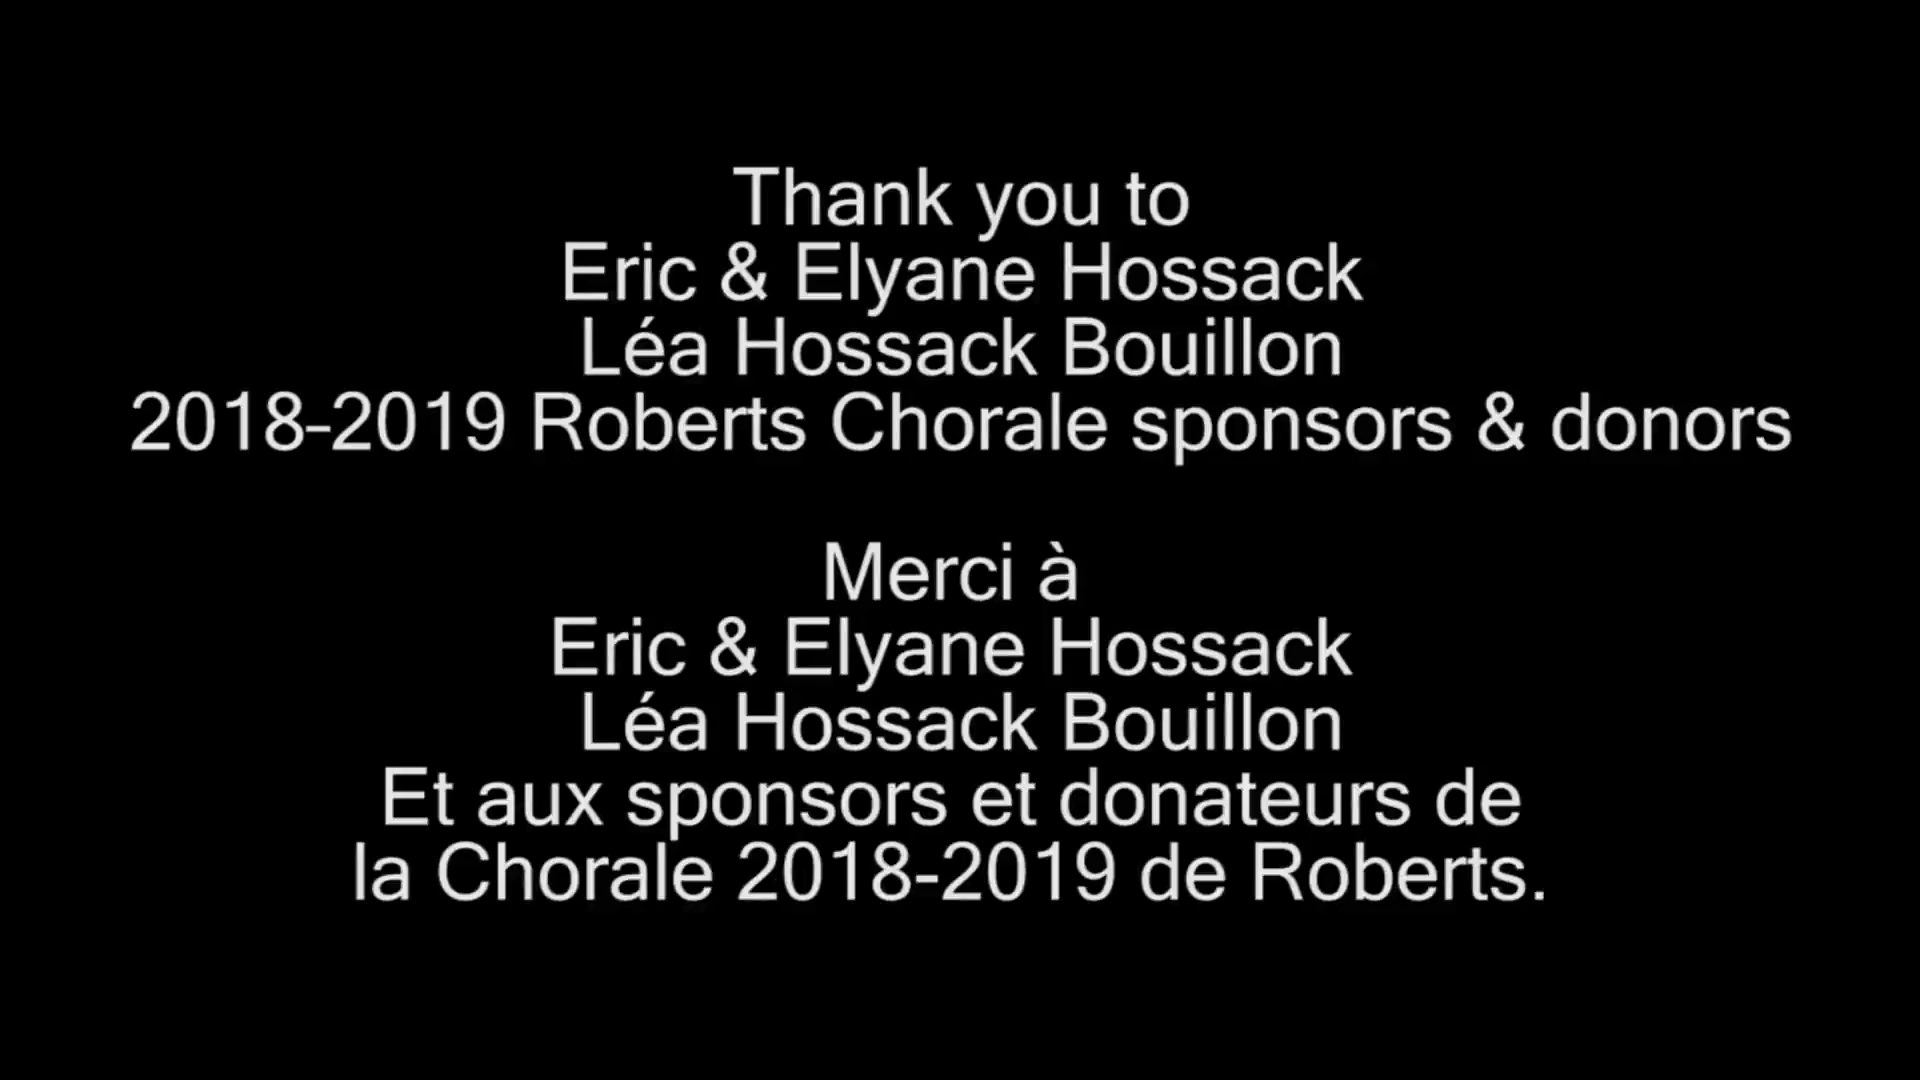 Thank you to
Eric & Elyane Hossack
Léa Hossack Bouillon
2018-2019 Roberts Chorale sponsors & donors
Merci à
Eric & Elyane Hossack
Léa Hossack Bouillon
Et aux sponsors et donateurs de
la Chorale 2018-2019 de Roberts.